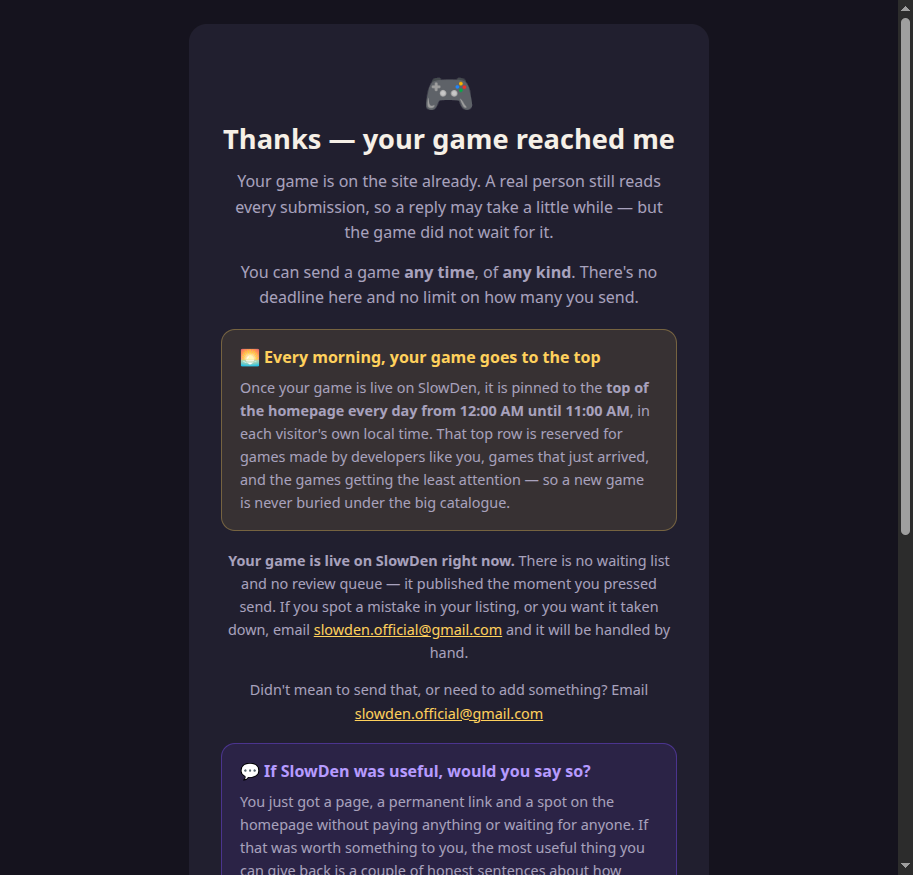 Thanks — your game reached me
Your game is on the site already. A real person still reads
every submission, so a reply may take a little while — but
the game did not wait for it.
You can send a game any time, of any kind. There's no
deadline here and no limit on how many you send.
🌅 Every morning, your game goes to the top
Once your game is live on SlowDen, it is pinned to the top of
the homepage every day from 12:00 AM until 11:00 AM, in
each visitor's own local time. That top row is reserved for
games made by developers like you, games that just arrived,
and the games getting the least attention — so a new game
is never buried under the big catalogue.
Your game is live on SlowDen right now. There is no waiting list
and no review queue — it published the moment you pressed
send. If you spot a mistake in your listing, or you want it taken
down, email slowden.official@gmail.com and it will be handled by
hand.
Didn't mean to send that, or need to add something? Email
slowden.official@gmail.com
💬 If SlowDen was useful, would you say so?
You just got a page, a permanent link and a spot on the
homepage without paying anything or waiting for anyone. If
that was worth something to you, the most useful thing you
can give back is a couple of honest sentences about how